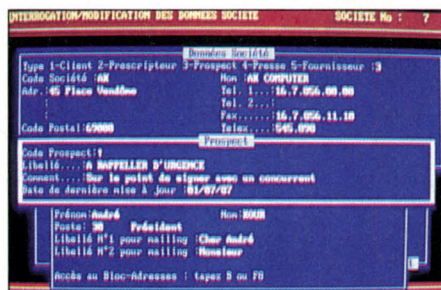 INTERROGATION/MODIFICATION DES DONNEES SOCIETE SOCIETE No : 7
Données Société
Type 1-Client 2-Prescripteur 3-Prospect 4-Presse 5-Fournisseur :3
Code Société :AK Nom :AK COMPUTER
Adr.:45 Place Vendôme Tel. 1...:16.7.056.00.00
: Tel. 2...:
: Fax......:16.7.056.11.10
Code Postal:69000 Telex....:545.090
Prospect
Code Prospect:1
Libellé....:A RAPPELLER D'URGENCE
Comment....:Sur le point de signer avec un concurrent
Date de dernière mise à jour :01/07/87
Prénom:André Nom:KOUR
Poste: 30 Président
Libellé N°1 pour mailing :Cher André
Libellé N°2 pour mailing :Monsieur
Accès au Bloc-Adresses : tapez B ou F8